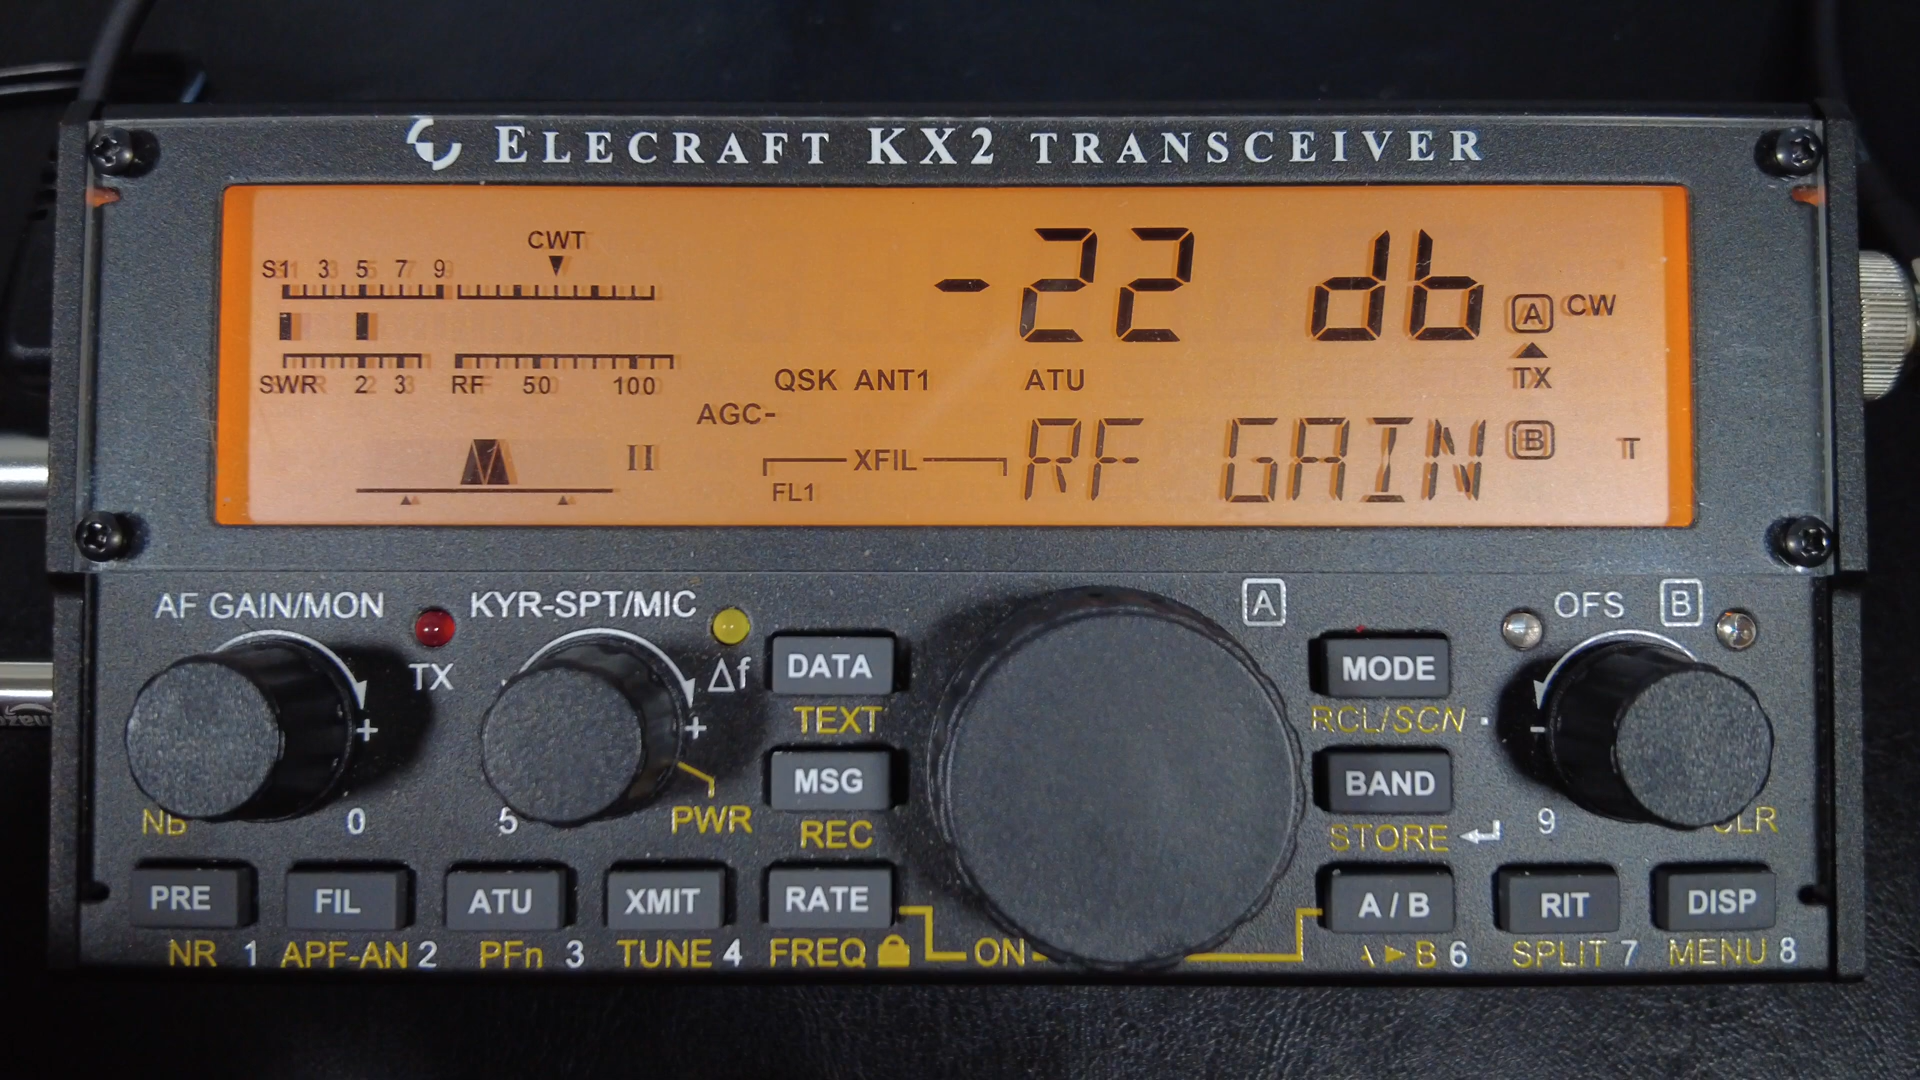 ELECRAFT KX2 TRANSCEIVER
CWT
S1 3 5 7 9
-22 db
A CW
SWR 2 3 RF 50 100
QSK ANT1 ATU TX
AGC-
XFIL
FL1
II
RF GAIN
B T
AF GAIN/MON
TX
KYR-SPT/MIC
Δf
A
OFS B
DATA
TEXT
MODE
RCL/SCN
+
+
-
MSG
REC
BAND
STORE
NB 0
5 PWR
9 CLR
PRE FIL ATU XMIT RATE A / B RIT DISP
NR 1 APF-AN 2 PFn 3 TUNE 4 FREQ ON A►B 6 SPLIT 7 MENU 8